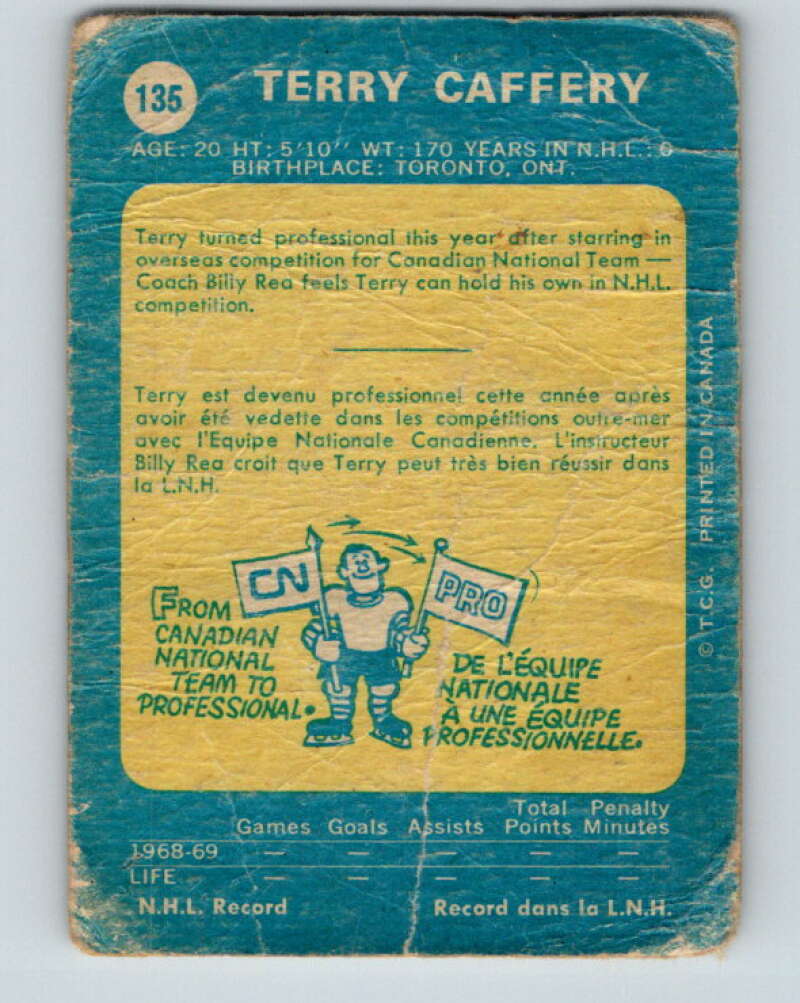 135
TERRY CAFFERY
AGE: 20 HT: 5'10'' WT: 170 YEARS IN N.H.L.: 0
BIRTHPLACE: TORONTO, ONT.
Terry turned professional this year after starring in
overseas competition for Canadian National Team —
Coach Billy Rea feels Terry can hold his own in N.H.L.
competition.
Terry est devenu professionnel cette année après
avoir été vedette dans les compétitions outre-mer
avec l'Equipe Nationale Canadienne. L'instructeur
Billy Rea croit que Terry peut très bien réussir dans
la L.N.H.
CN
PRO
FROM
CANADIAN
NATIONAL
TEAM TO
PROFESSIONAL.
DE L'ÉQUIPE
NATIONALE
À UNE ÉQUIPE
PROFESSIONNELLE.
© T.C.G. PRINTED IN CANADA
Total Penalty
Games Goals Assists Points Minutes
1968-69 — — — — —
LIFE — — — — —
N.H.L. Record Record dans la L.N.H.